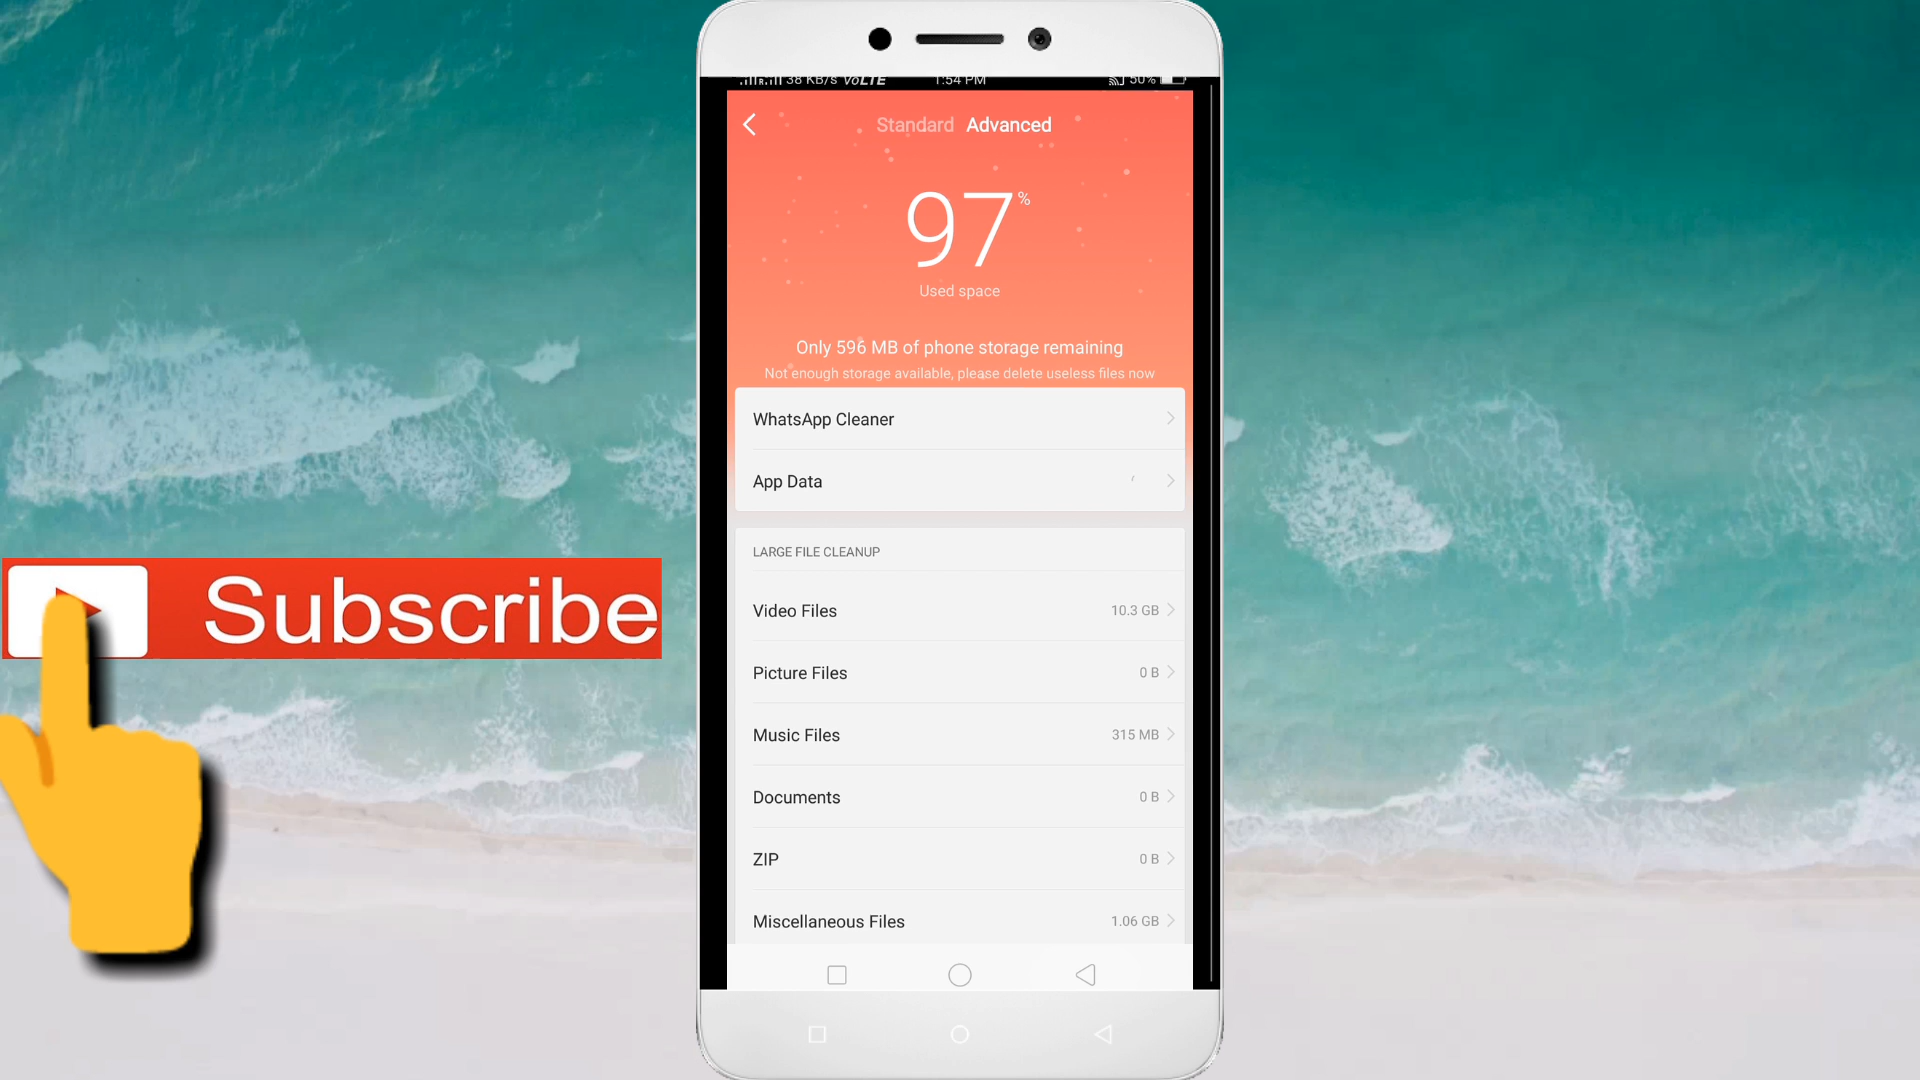 38 KB/s VoLTE 1:54 PM 50%
Standard Advanced
97%
Used space
Only 596 MB of phone storage remaining
Not enough storage available, please delete useless files now
WhatsApp Cleaner
App Data
LARGE FILE CLEANUP
Video Files 10.3 GB
Picture Files 0 B
Music Files 315 MB
Documents 0 B
ZIP 0 B
Miscellaneous Files 1.06 GB
Subscribe